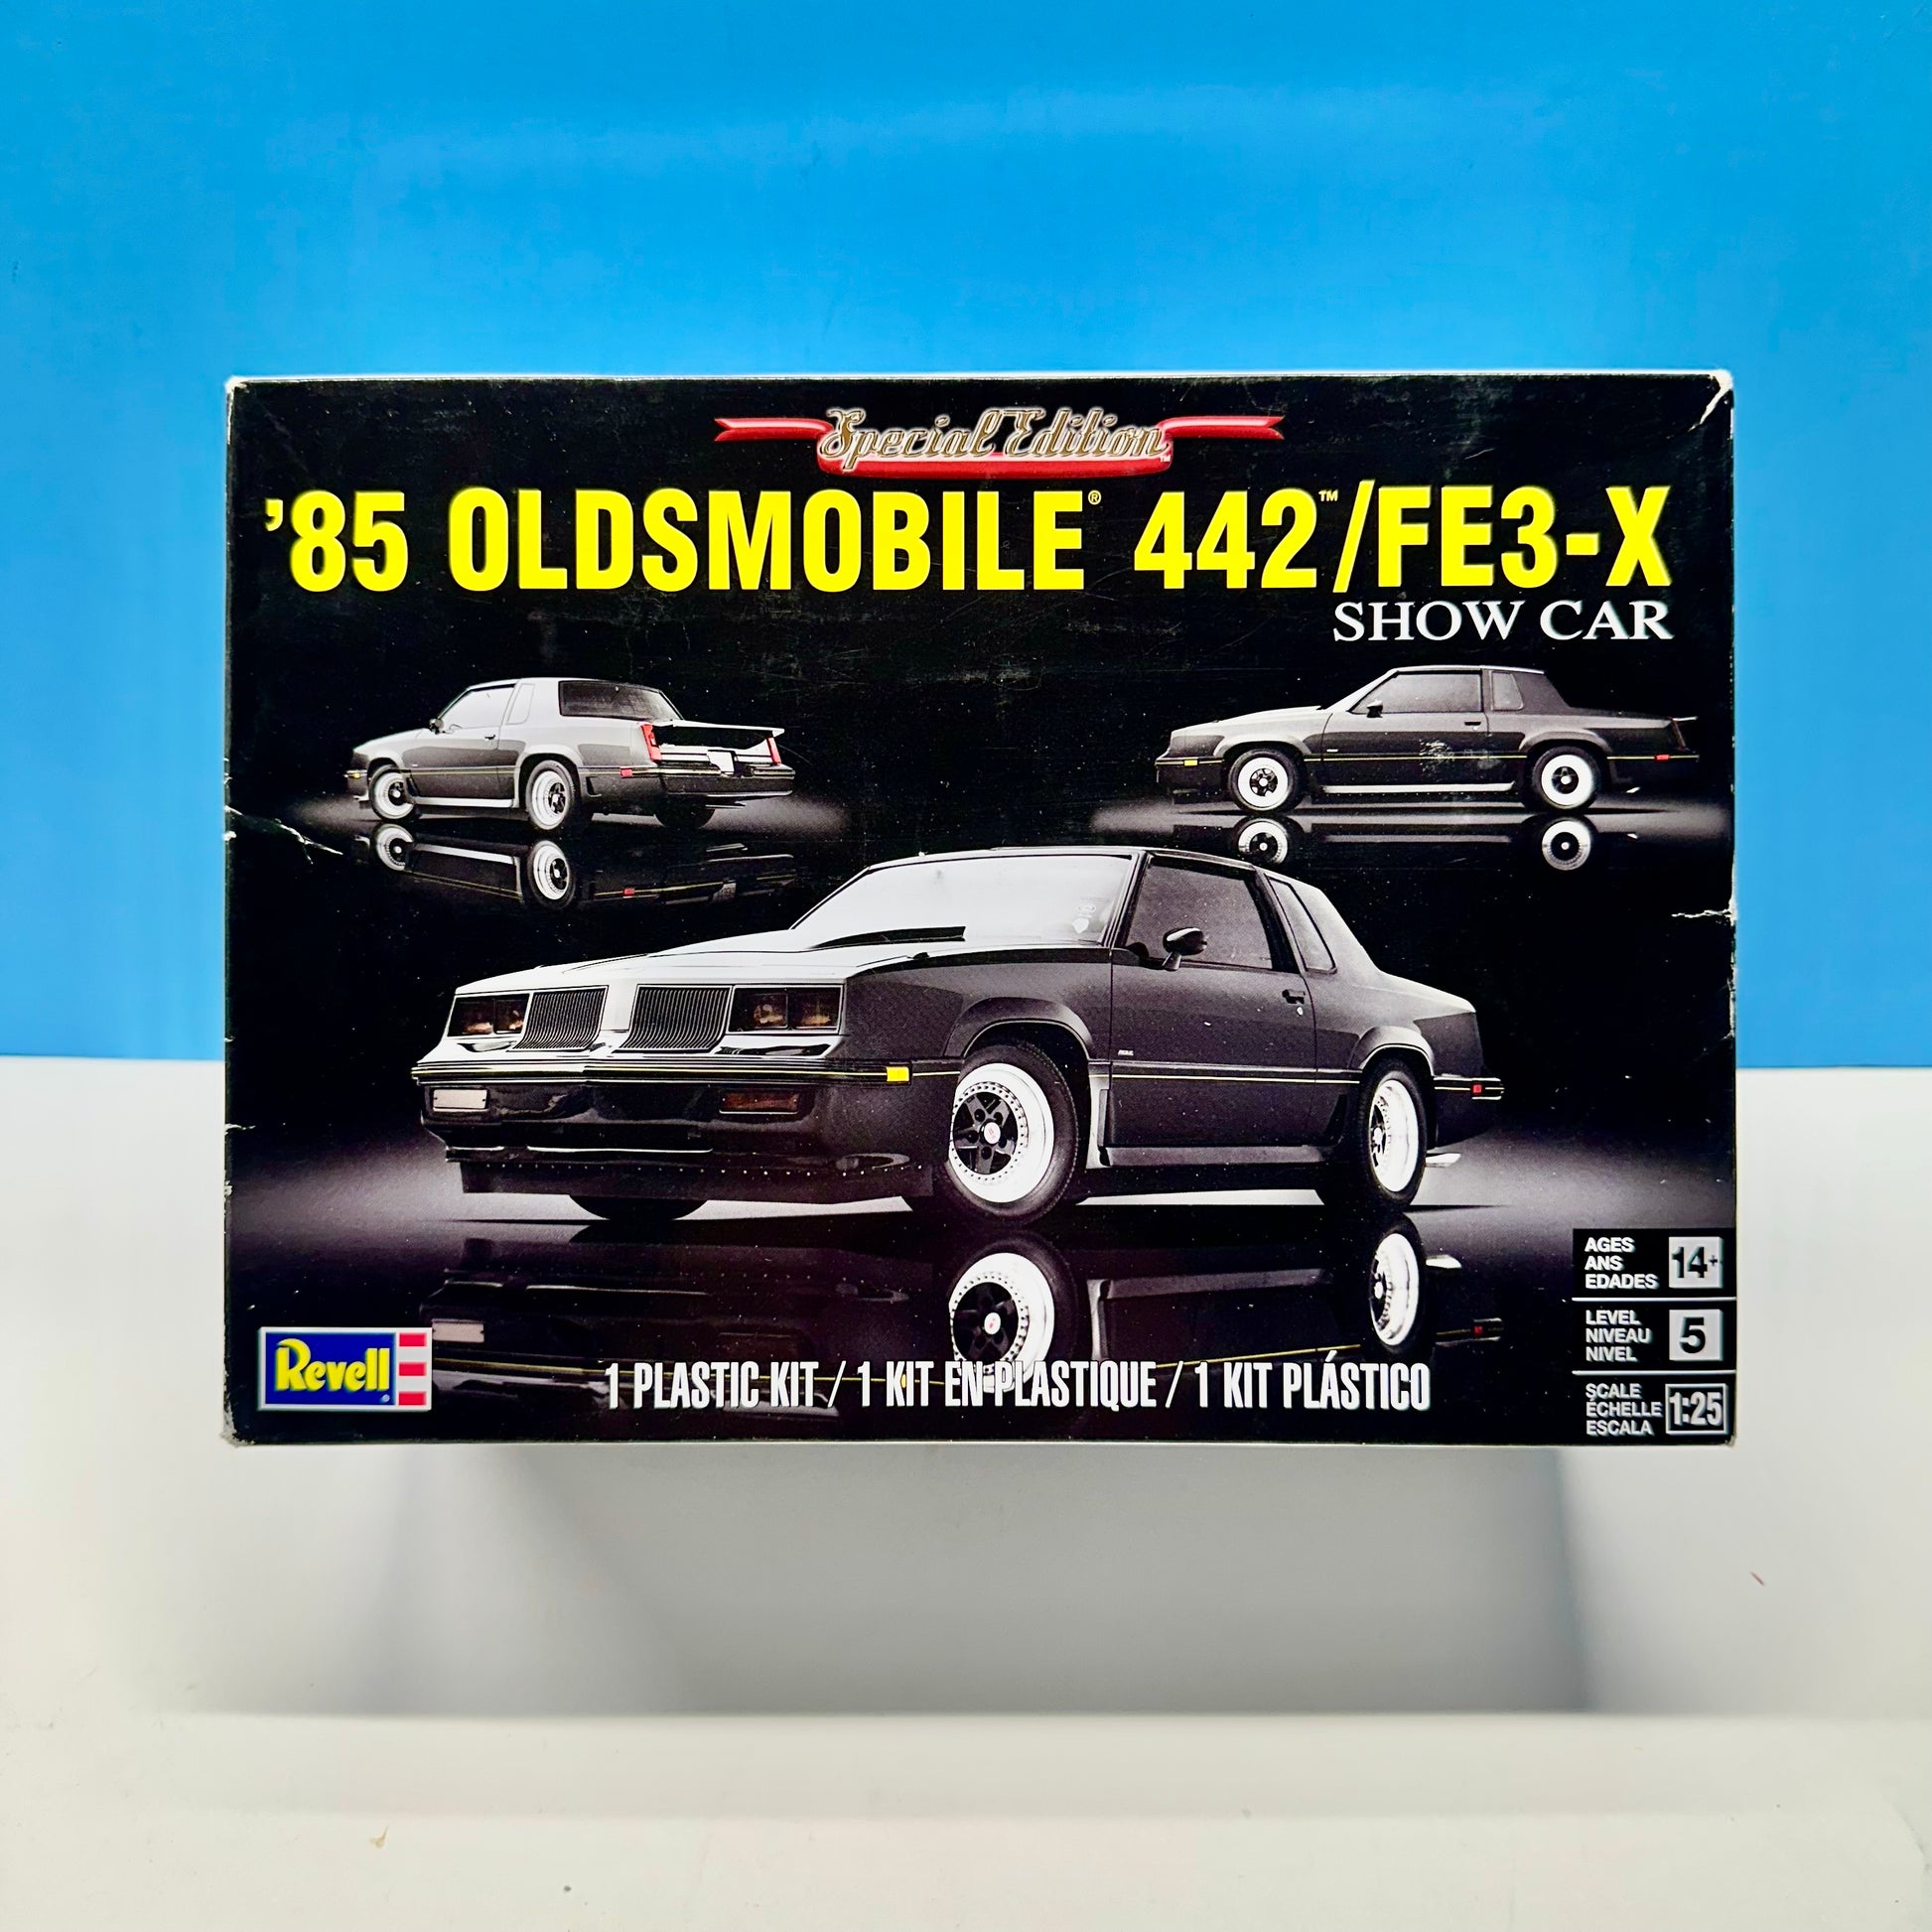 Special Edition™
'85 OLDSMOBILE® 442™/FE3-X
SHOW CAR
AGES
ANS
EDADES
14+
LEVEL
NIVEAU
NIVEL
5
SCALE
ÉCHELLE
ESCALA
1:25
Revell®
1 PLASTIC KIT / 1 KIT EN PLASTIQUE / 1 KIT PLÁSTICO